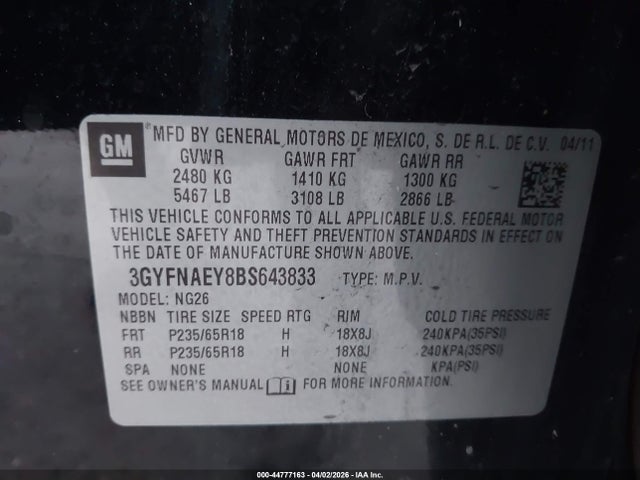 GM
MFD BY GENERAL MOTORS DE MEXICO, S. DE R.L. DE C.V. 04/11
GVWR GAWR FRT GAWR RR
2480 KG 1410 KG 1300 KG
5467 LB 3108 LB 2866 LB
THIS VEHICLE CONFORMS TO ALL APPLICABLE U.S. FEDERAL MOTOR
VEHICLE SAFETY AND THEFT PREVENTION STANDARDS IN EFFECT ON
THE DATE OF MANUFACTURE SHOWN ABOVE.
3GYFNAEY8BS643833 TYPE: M.P.V.
MODEL: NG26
NBBN TIRE SIZE SPEED RTG RIM COLD TIRE PRESSURE
FRT P235/65R18 H 18X8J 240KPA(35PSI)
RR P235/65R18 H 18X8J 240KPA(35PSI)
SPA NONE NONE KPA(PSI)
SEE OWNER'S MANUAL FOR MORE INFORMATION.
000-44777163 - 04/02/2026 - IAA Inc.